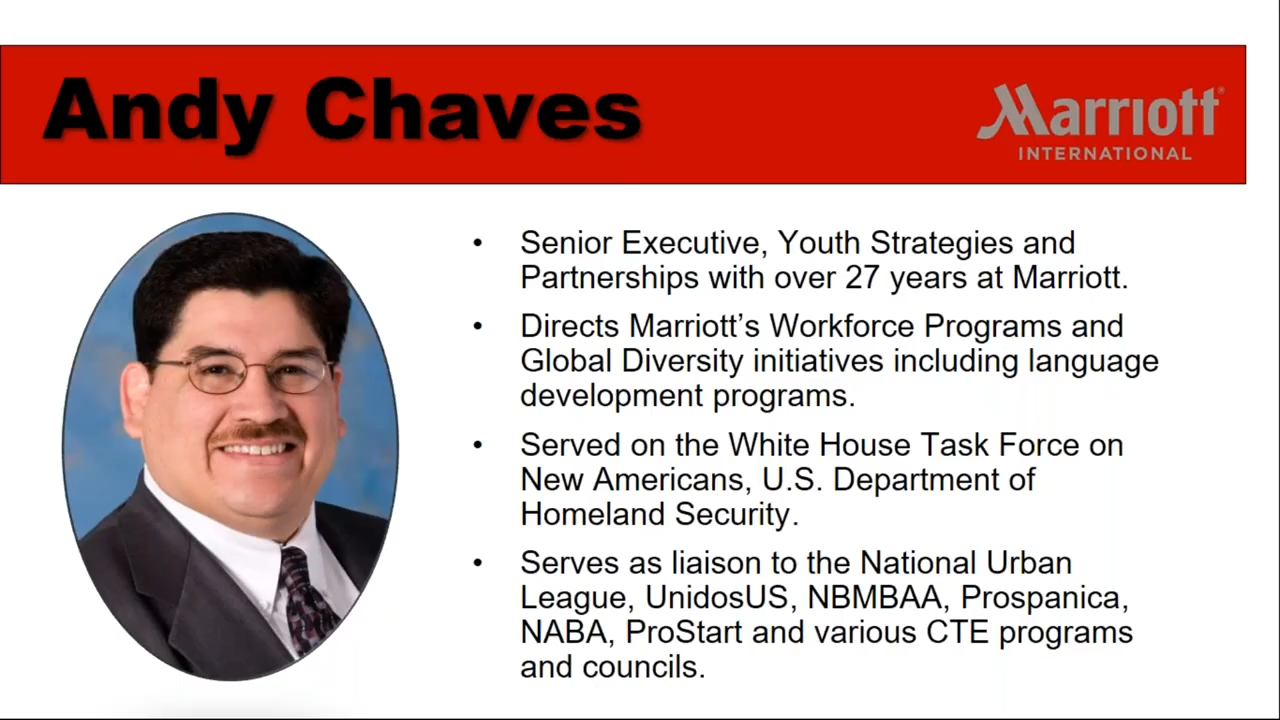 Andy Chaves
Marriott®
INTERNATIONAL
• Senior Executive, Youth Strategies and
Partnerships with over 27 years at Marriott.
• Directs Marriott’s Workforce Programs and
Global Diversity initiatives including language
development programs.
• Served on the White House Task Force on
New Americans, U.S. Department of
Homeland Security.
• Serves as liaison to the National Urban
League, UnidosUS, NBMBAA, Prospanica,
NABA, ProStart and various CTE programs
and councils.